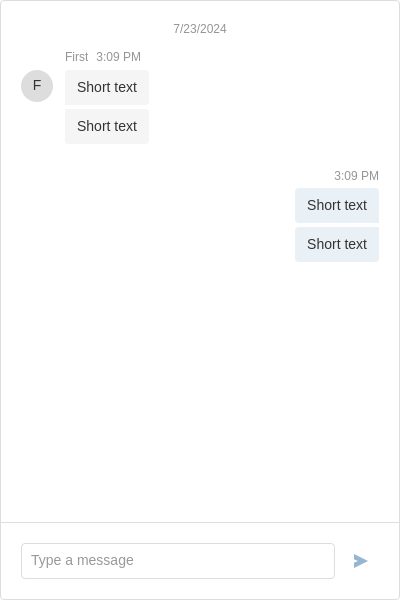 7/23/2024
First 3:09 PM
F
Short text
Short text
3:09 PM
Short text
Short text
Type a message